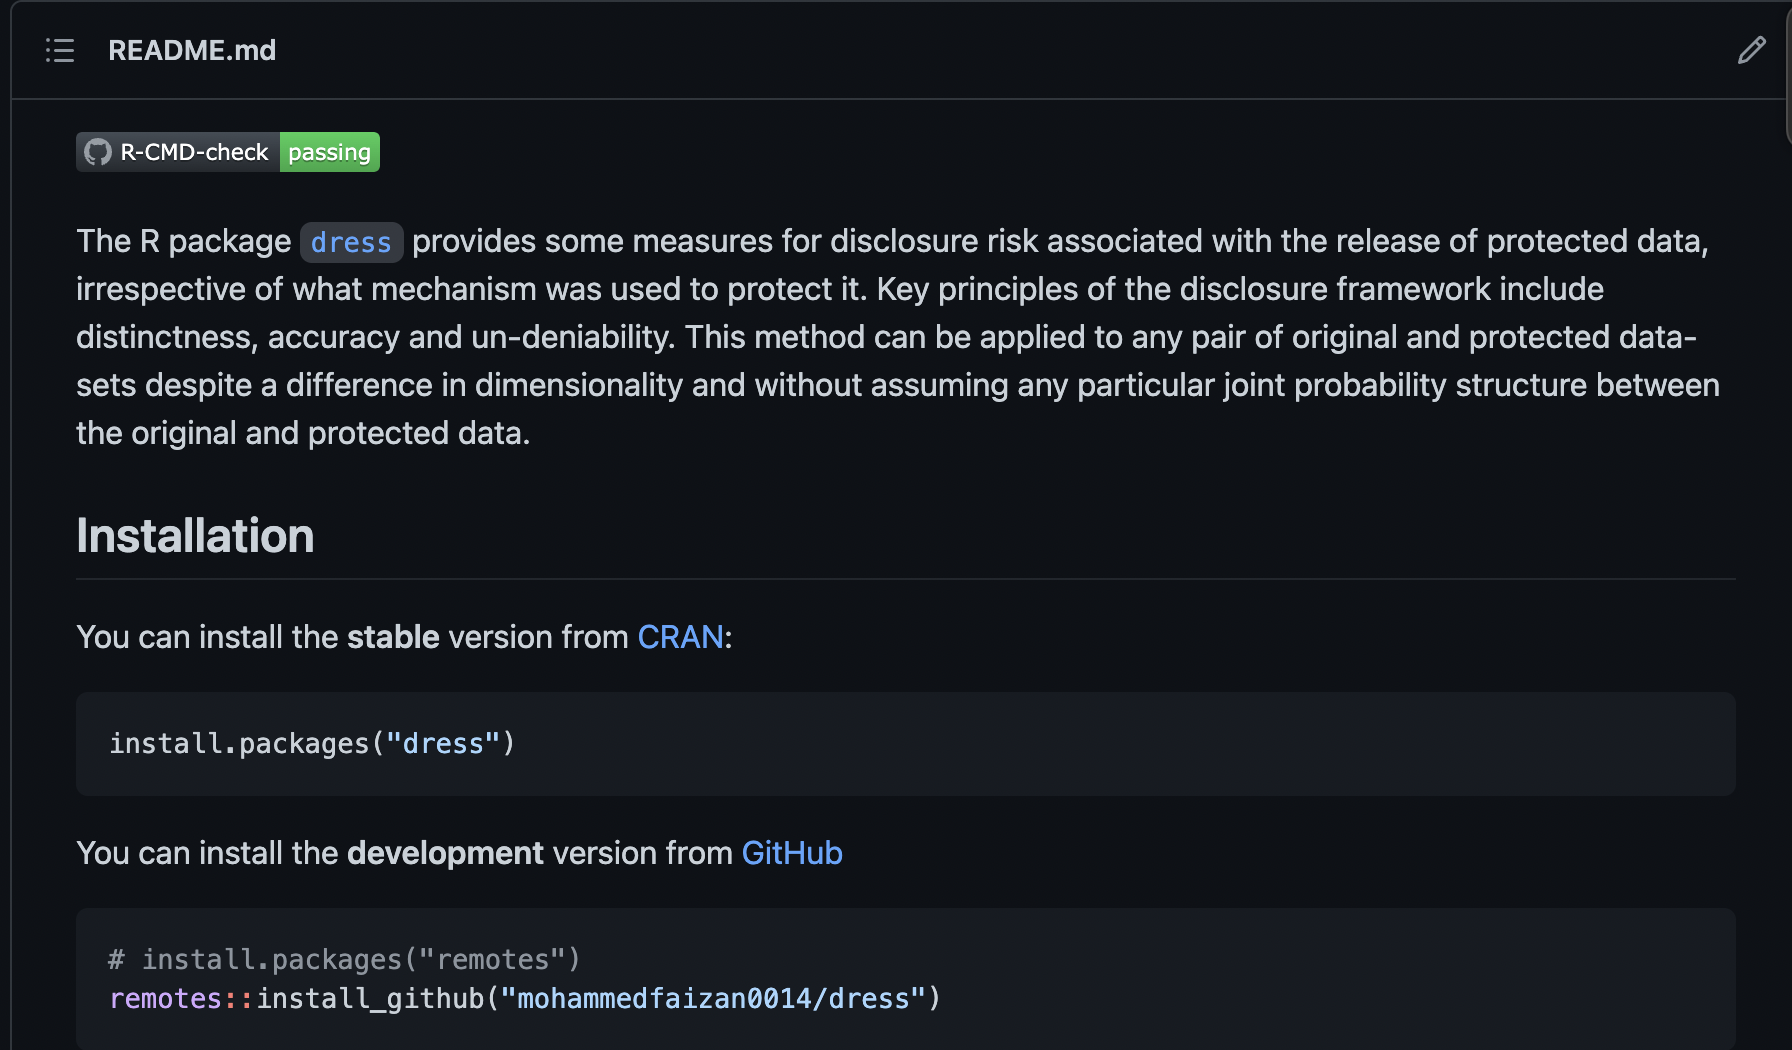 README.md
R-CMD-check passing
The R package dress provides some measures for disclosure risk associated with the release of protected data,
irrespective of what mechanism was used to protect it. Key principles of the disclosure framework include
distinctness, accuracy and un-deniability. This method can be applied to any pair of original and protected data-
sets despite a difference in dimensionality and without assuming any particular joint probability structure between
the original and protected data.
Installation
You can install the stable version from CRAN:
install.packages("dress")
You can install the development version from GitHub
# install.packages("remotes")
remotes::install_github("mohammedfaizan0014/dress")